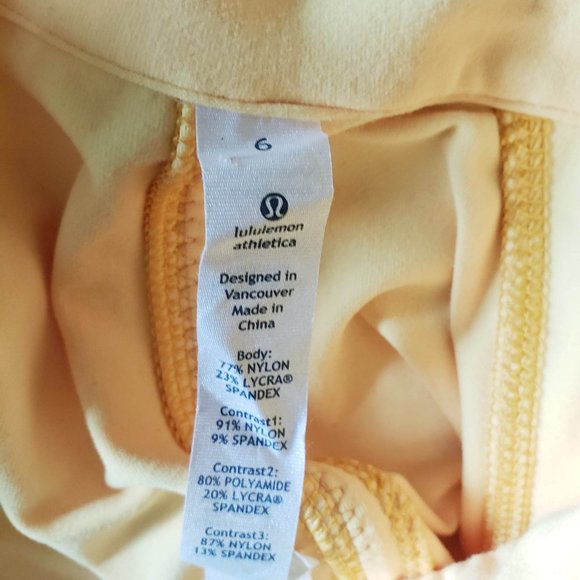 6
lululemon
athletica
Designed in
Vancouver
Made in
China
Body:
77% NYLON
23% LYCRA®
SPANDEX
Contrast1:
91% NYLON
9% SPANDEX
Contrast2:
80% POLYAMIDE
20% LYCRA®
SPANDEX
Contrast3:
87% NYLON
13% SPANDEX